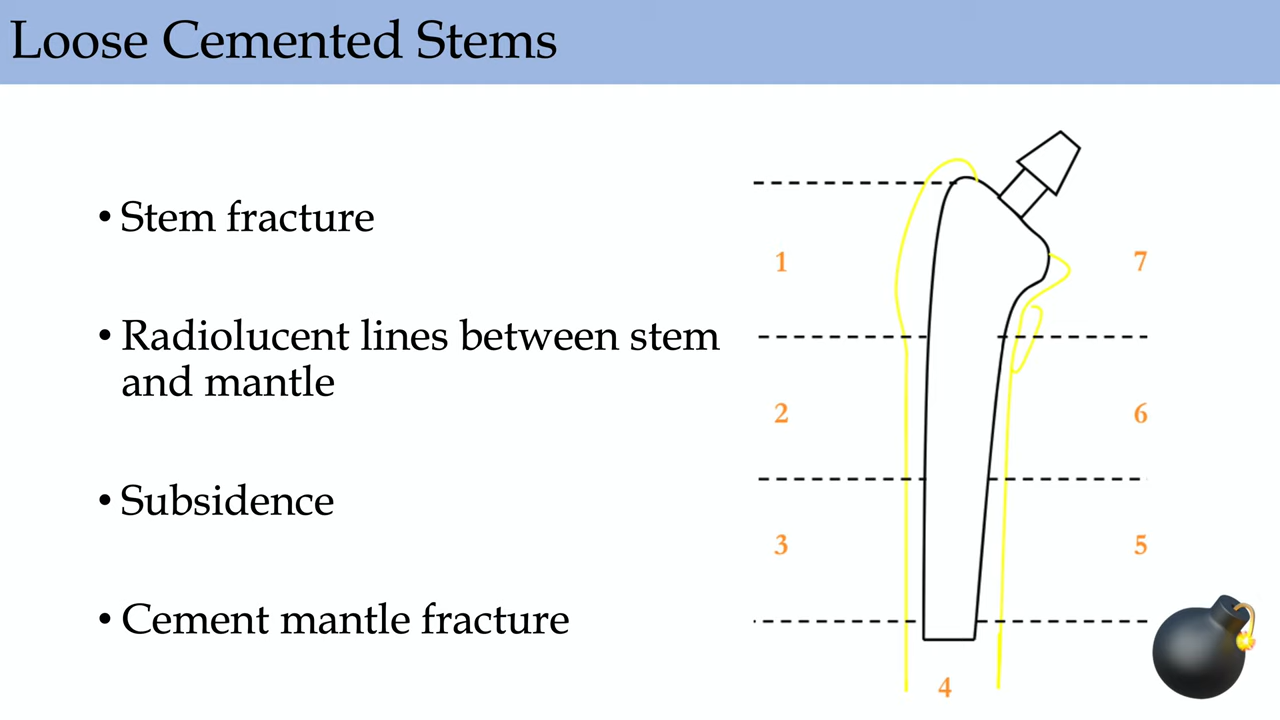 Loose Cemented Stems
• Stem fracture
• Radiolucent lines between stem
and mantle
• Subsidence
• Cement mantle fracture
1
7
2
6
3
5
4